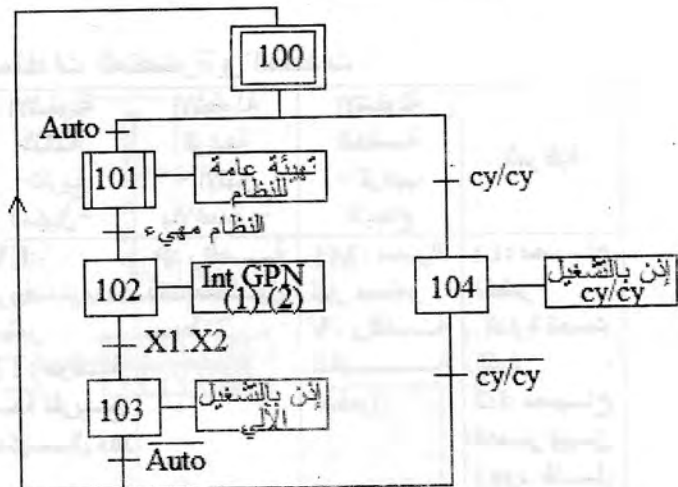 100
Auto
101
تهيئة عامة
للنظام
cy/cy
النظام مهيء
102
Int GPN
(1) (2)
104
إذن بالتشغيل
cy/cy
X1.X2
cy/cy
103
إذن بالتشغيل
الآلي
Auto